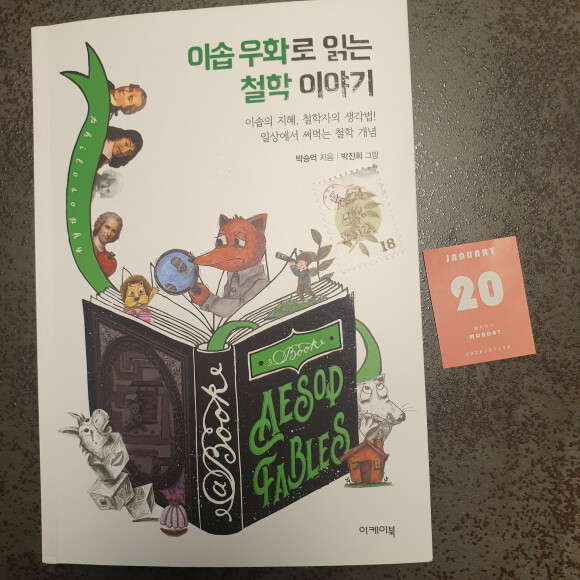 이솝 우화로 읽는
철학 이야기
이솝의 지혜, 철학자의 생각법!
일상에서 써먹는 철학 개념
박승억 지음 | 박진희 그림
18
a Book
a Book
AESOP
FABLES
이케이북
JANUARY
20
MONDAY